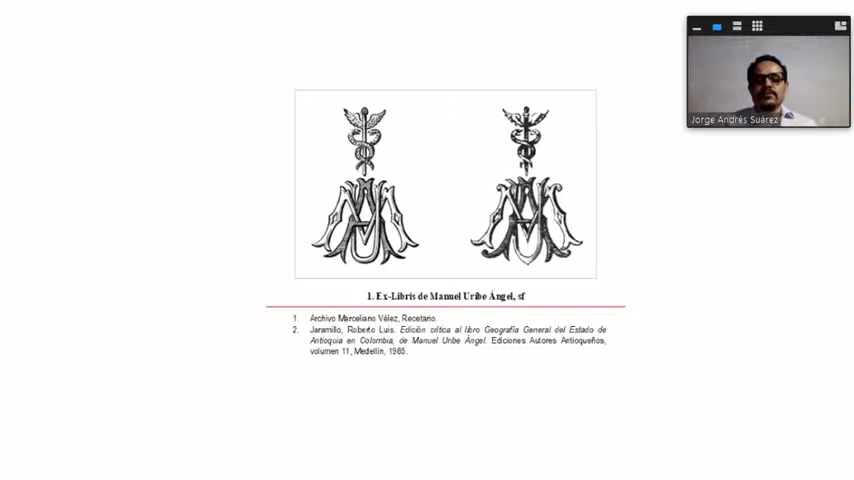 Jorge Andrés Suárez
1. Ex-Libris de Manuel Uribe Ángel, sf
1. Archivo Marceliano Vélez, Recetario.
2. Jaramillo, Roberto Luis. Edición crítica al libro Geografía General del Estado de
Antioquia en Colombia, de Manuel Uribe Ángel. Ediciones Autores Antioqueños,
volumen 11, Medellín, 1985.